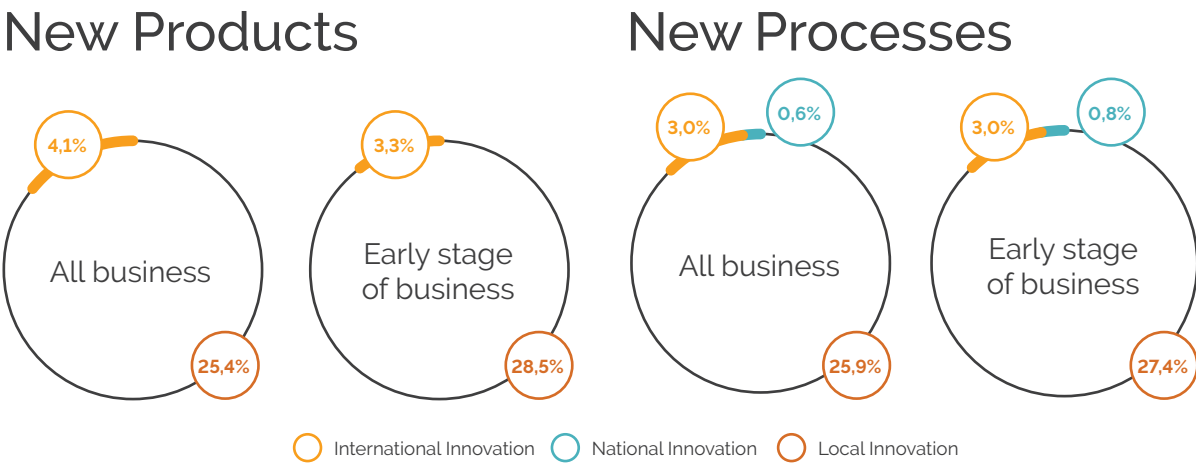 New Products
4,1%
All business
25,4%
3,3%
Early stage
of business
28,5%
New Processes
3,0%
0,6%
All business
25,9%
3,0%
0,8%
Early stage
of business
27,4%
International Innovation
National Innovation
Local Innovation